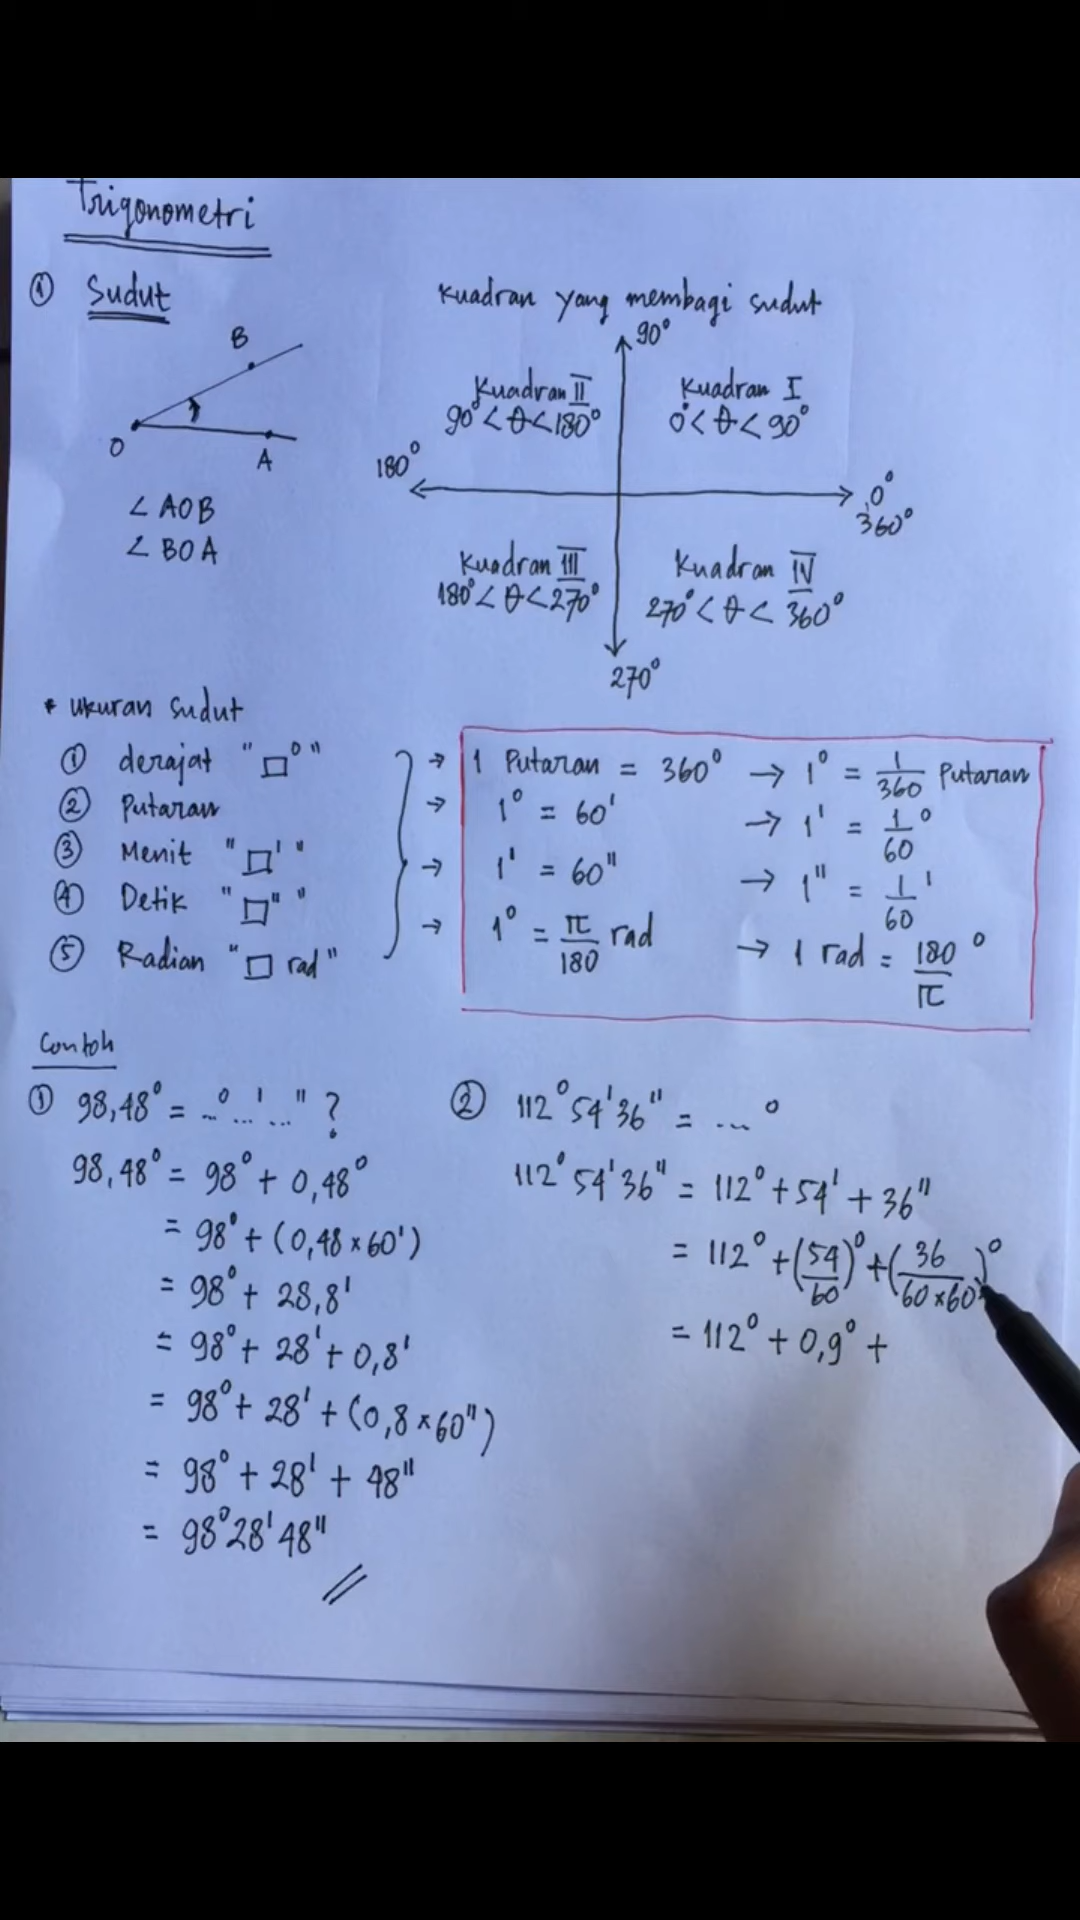 Trigonometri
① Sudut
B
O
A
∠AOB
∠BOA
Kuadran yang membagi sudut
90°
Kuadran II
90° < θ < 180°
Kuadran I
0° < θ < 90°
180°
0°
360°
Kuadran III
180° < θ < 270°
Kuadran IV
270° < θ < 360°
270°
* Ukuran Sudut
① derajat "□°"
② Putaran
③ Menit "□'"
④ Detik "□""
⑤ Radian "□ rad"
→ 1 Putaran = 360° → 1° = 1/360 Putaran
→ 1° = 60' → 1' = 1/60°
→ 1' = 60" → 1" = 1/60'
→ 1° = π/180 rad → 1 rad = 180/π °
Contoh
① 98,48° = ...° ...' ..." ?
98,48° = 98° + 0,48°
= 98° + (0,48 × 60')
= 98° + 28,8'
= 98° + 28' + 0,8'
= 98° + 28' + (0,8 × 60")
= 98° + 28' + 48"
= 98°28'48"
② 112°54'36" = ...°
112°54'36" = 112° + 54' + 36"
= 112° + (54/60)° + (36/60×60)°
= 112° + 0,9° +